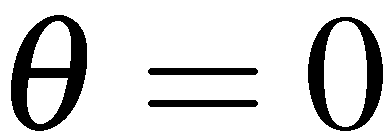 θ = 0